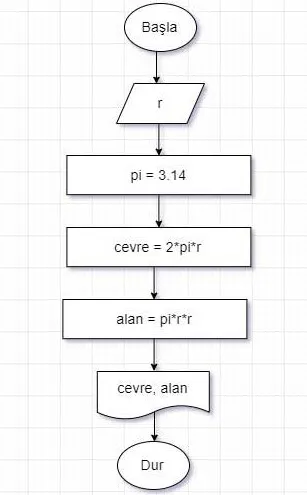 Başla
r
pi = 3.14
cevre = 2*pi*r
alan = pi*r*r
cevre, alan
Dur